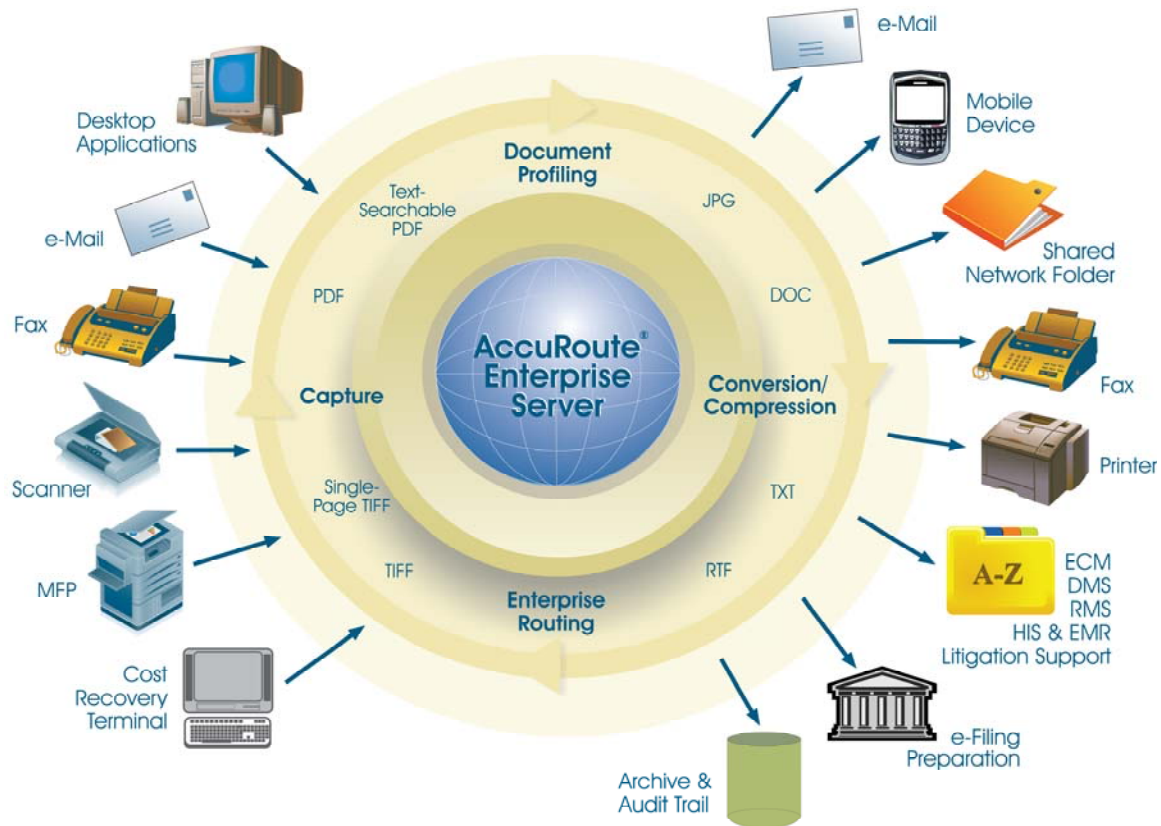 e-Mail
Mobile
Device
Desktop
Applications
Document
Profiling
Text-
Searchable
PDF
JPG
e-Mail
Shared
Network Folder
PDF
DOC
Fax
AccuRoute®
Enterprise
Server
Capture
Conversion/
Compression
Fax
Scanner
Single-
Page TIFF
TXT
Printer
MFP
TIFF
RTF
A-Z
ECM
DMS
RMS
HIS & EMR
Litigation Support
Enterprise
Routing
Cost
Recovery
Terminal
e-Filing
Preparation
Archive &
Audit Trail